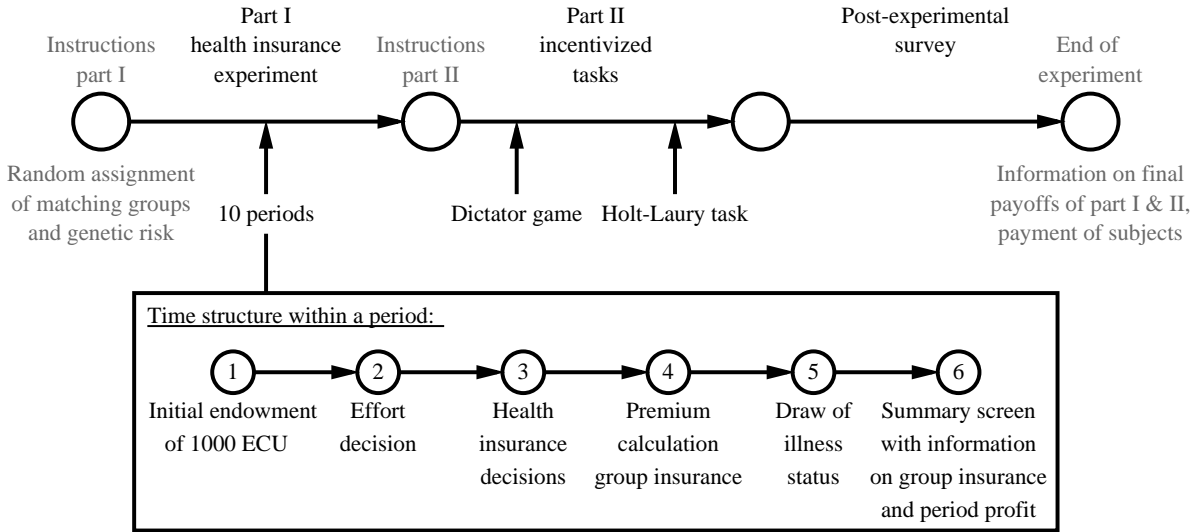 Part I
health insurance
experiment
Part II
incentivized
tasks
Post-experimental
survey
Instructions
part I
Instructions
part II
End of
experiment
Random assignment
of matching groups
and genetic risk
10 periods
Dictator game
Holt-Laury task
Information on final
payoffs of part I & II,
payment of subjects
Time structure within a period:
1
2
3
4
5
6
Initial endowment
of 1000 ECU
Effort
decision
Health
insurance
decisions
Premium
calculation
group insurance
Draw of
illness
status
Summary screen
with information
on group insurance
and period profit